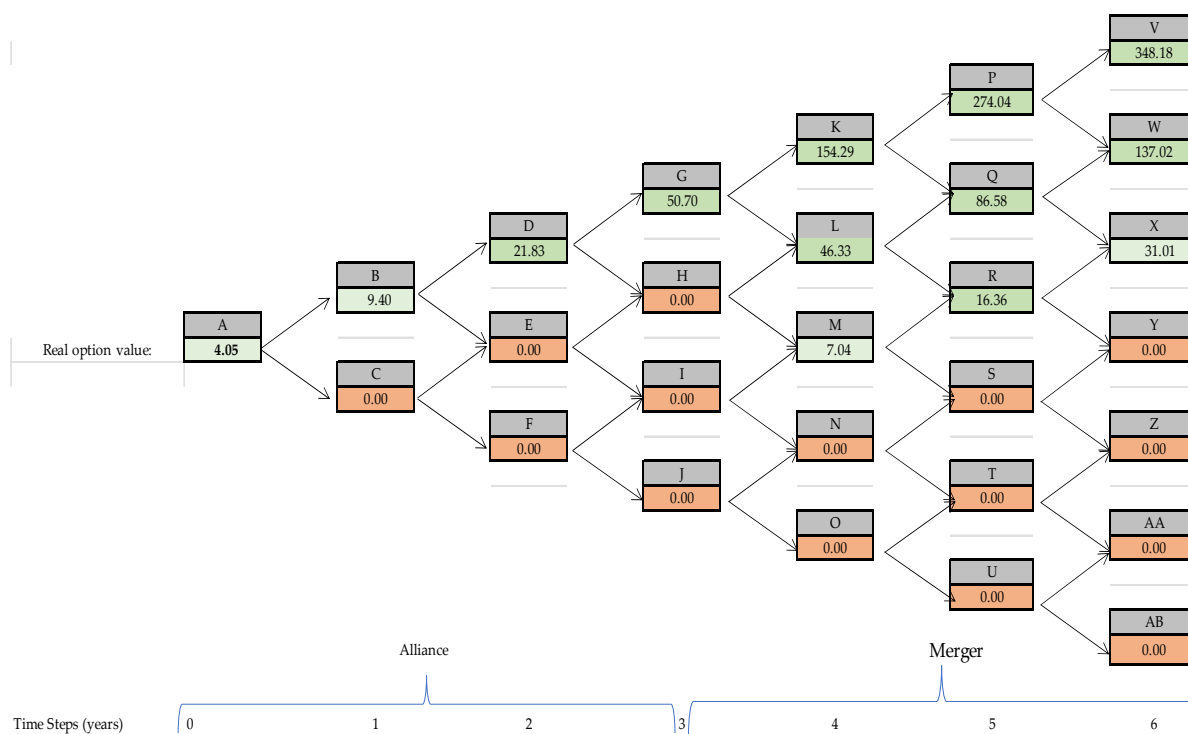 V
348.18
P
274.04
K
W
154.29
137.02
G
Q
50.70
86.58
D
L
X
21.83
46.33
31.01
B
H
R
9.40
0.00
16.36
A
E
M
Y
Real option value:
4.05
0.00
7.04
0.00
C
I
S
0.00
0.00
0.00
F
N
Z
0.00
0.00
0.00
J
T
0.00
0.00
O
AA
0.00
0.00
U
0.00
AB
Alliance
Merger
0.00
Time Steps (years)
0
1
2
3
4
5
6